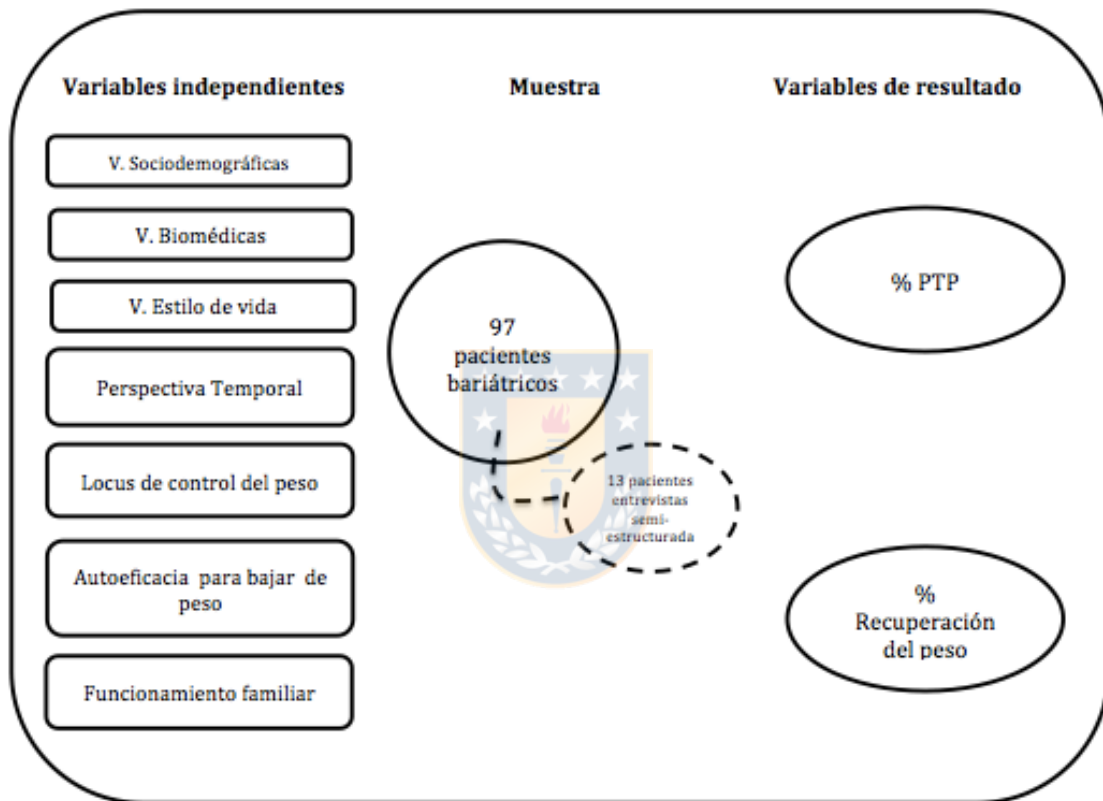 Variables independientes
Muestra
Variables de resultado
V. Sociodemográficas
V. Biomédicas
V. Estilo de vida
Perspectiva Temporal
Locus de control del peso
Autoeficacia para bajar de
peso
Funcionamiento familiar
97
pacientes
bariátricos
13 pacientes
entrevistas
semi-
estructurada
% PTP
%
Recuperación
del peso